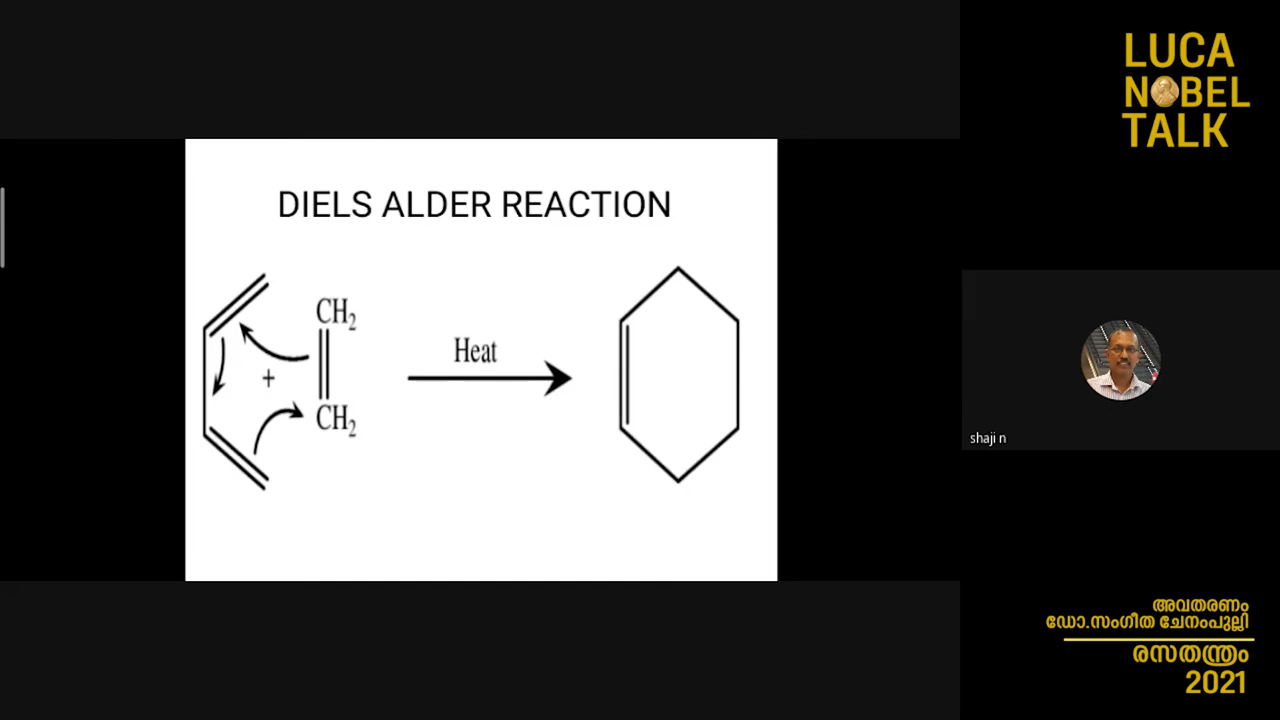 LUCA
NOBEL
TALK
DIELS ALDER REACTION
CH₂
+
CH₂
Heat
shaji n
അവതരണം
ഡോ.സംഗീത ചേനംപുല്ലി
രസതന്ത്രം
2021